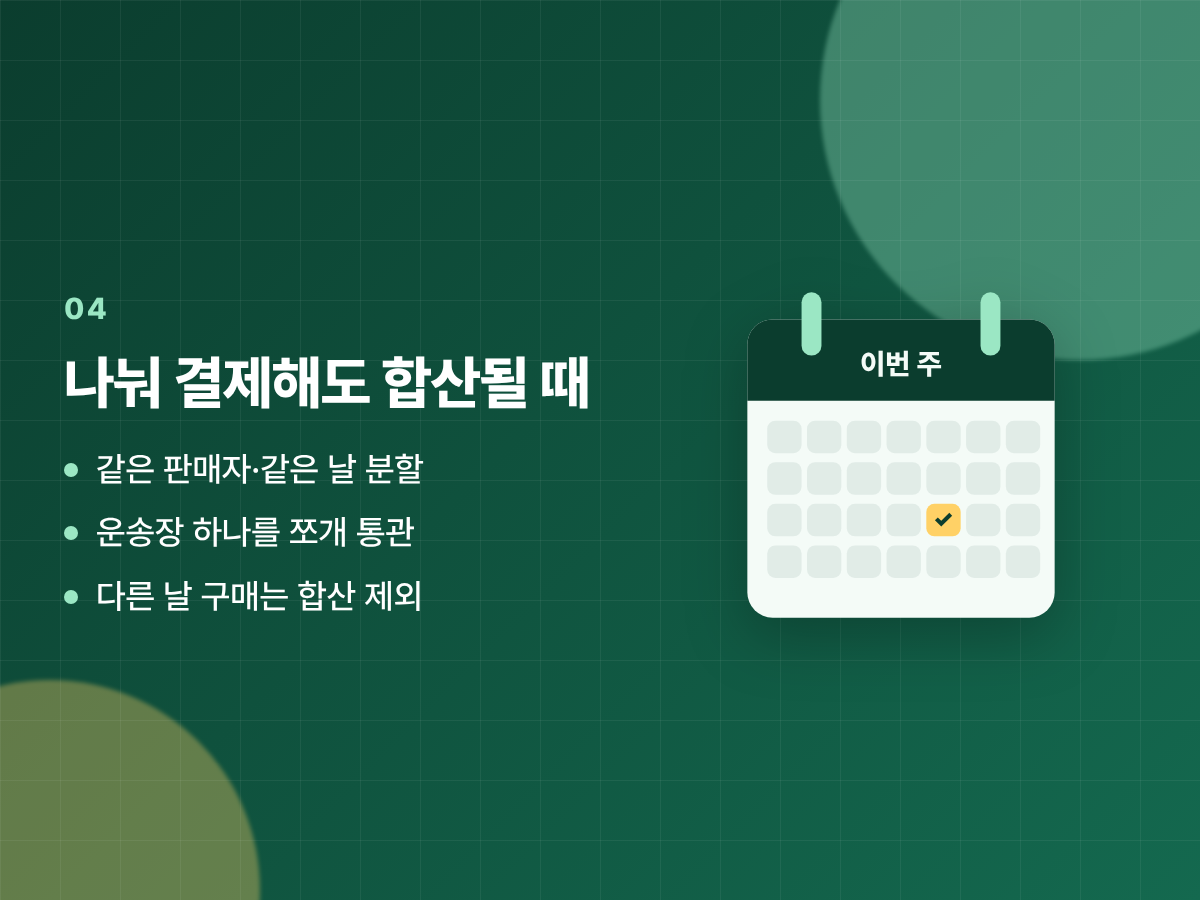 04
나눠 결제해도 합산될 때
같은 판매자·같은 날 분할
운송장 하나를 쪼개 통관
다른 날 구매는 합산 제외
이번 주